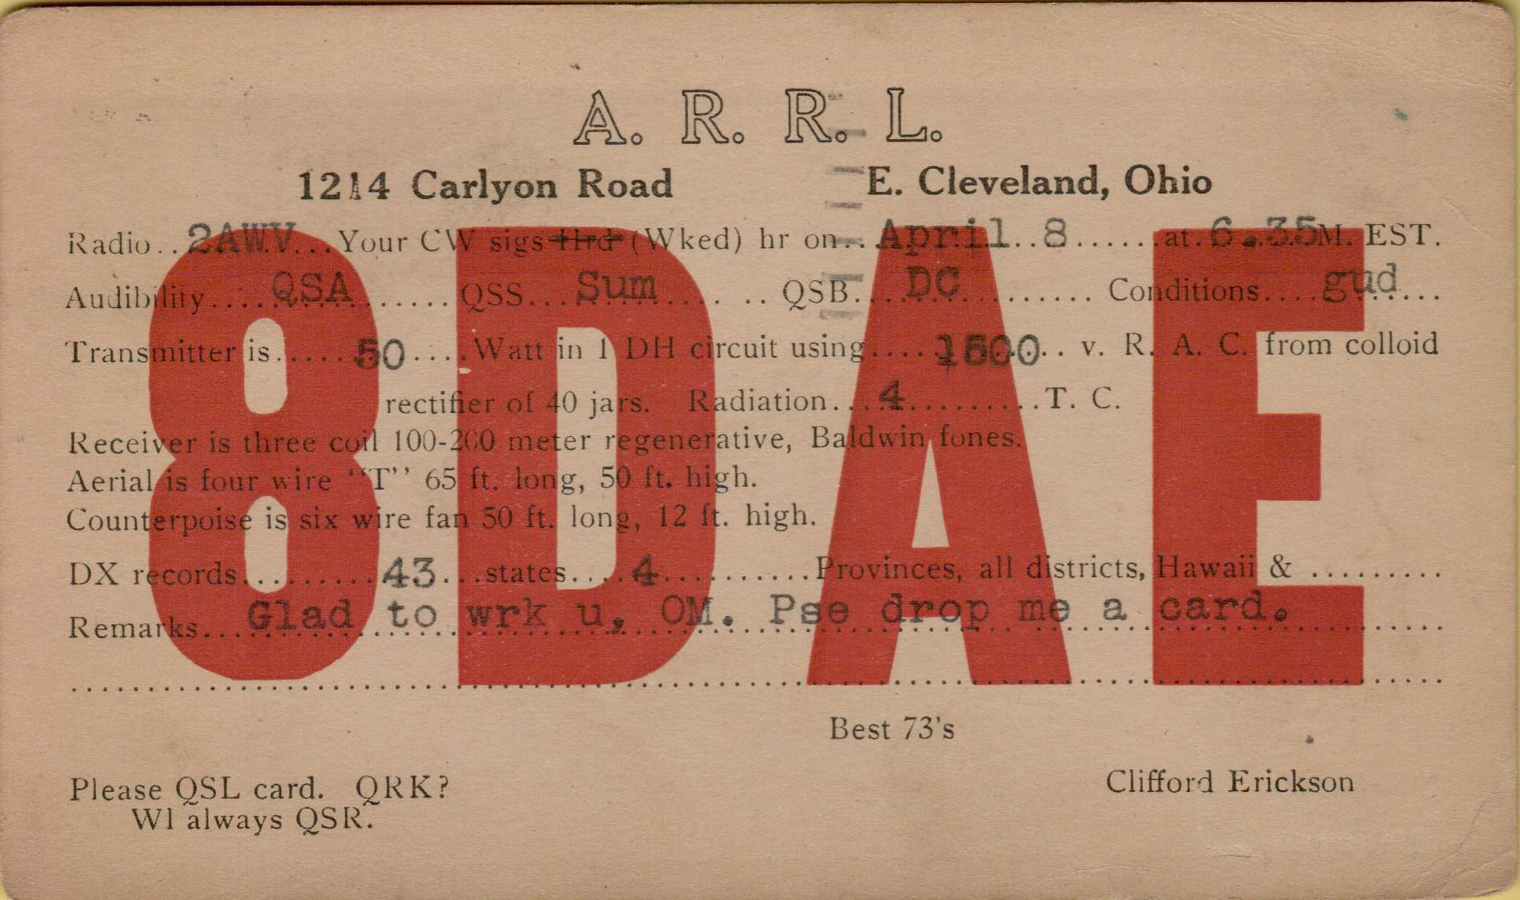 A. R. R. L.
1214 Carlyon Road E. Cleveland, Ohio
8DAE
Radio..2AWV...Your CW sigs Hrd (Wked) hr on...April..8......at.6.35M. EST.
Audibility....QSA.......QSS...Sum.... .. QSB....DC.......... Conditions....gud.....
Transmitter is.....50....Watt in 1 DH circuit using....1500.. v. R. A. C. from colloid
rectifier of 40 jars. Radiation...4..........T. C.
Receiver is three coil 100-200 meter regenerative, Baldwin fones.
Aerial is four wire "T" 65 ft. long, 50 ft. high.
Counterpoise is six wire fan 50 ft. long, 12 ft. high.
DX records.........43...states....4..........Provinces, all districts, Hawaii & .........
Remarks...Glad to wrk u, OM. Pse drop me a card.
Best 73's
Please QSL card. QRK? Clifford Erickson
Wl always QSR.